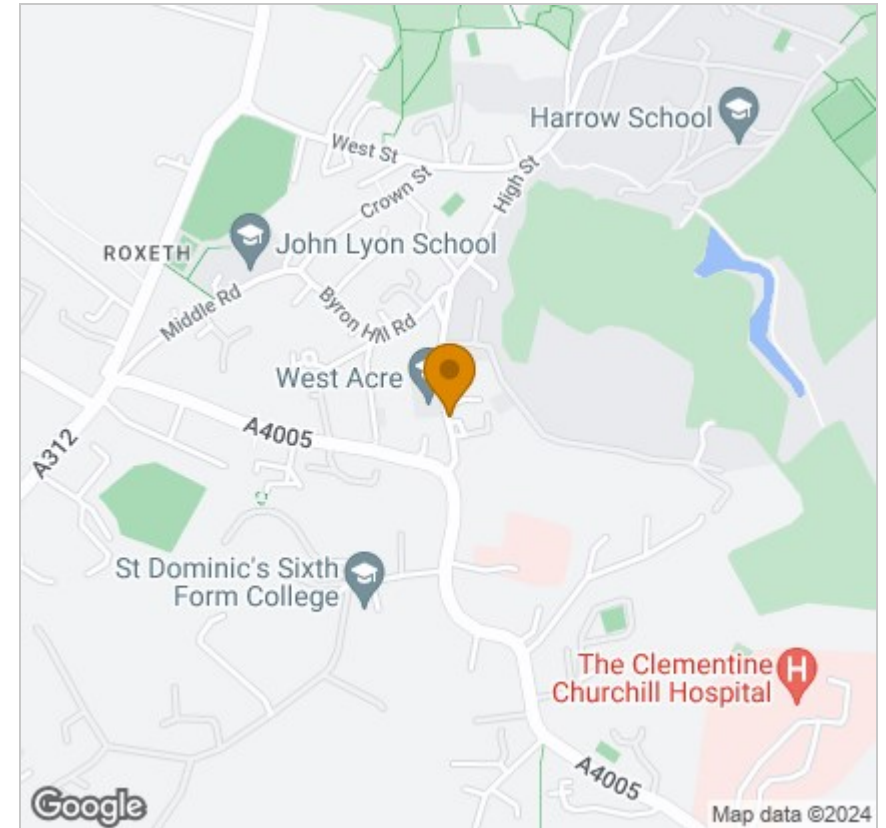 Harrow School
West St
Crown St
High St
John Lyon School
ROXETH
Middle Rd
Byron Hill Rd
West Acre
A4005
A312
St Dominic's Sixth
Form College
The Clementine
Churchill Hospital
H
A4005
Google
Map data ©2024